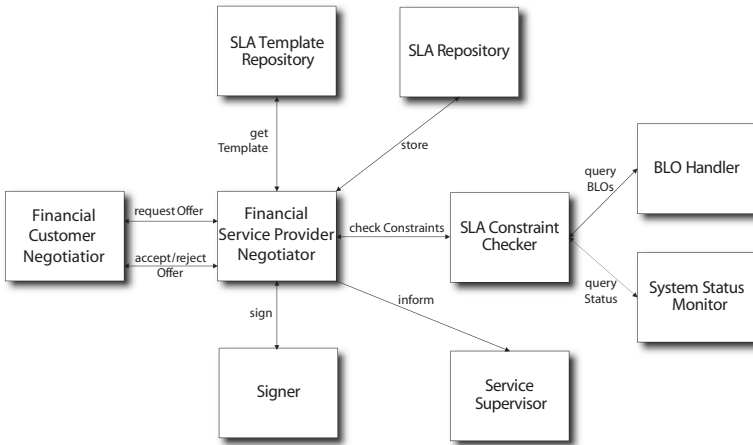 SLA Template
Repository
SLA Repository
get
Template
store
query
BLOs
BLO Handler
Financial
Customer
Negotiatior
request Offer
accept/reject
Offer
Financial
Service Provider
Negotiator
check Constraints
SLA Constraint
Checker
query
Status
System Status
Monitor
sign
inform
Signer
Service
Supervisor